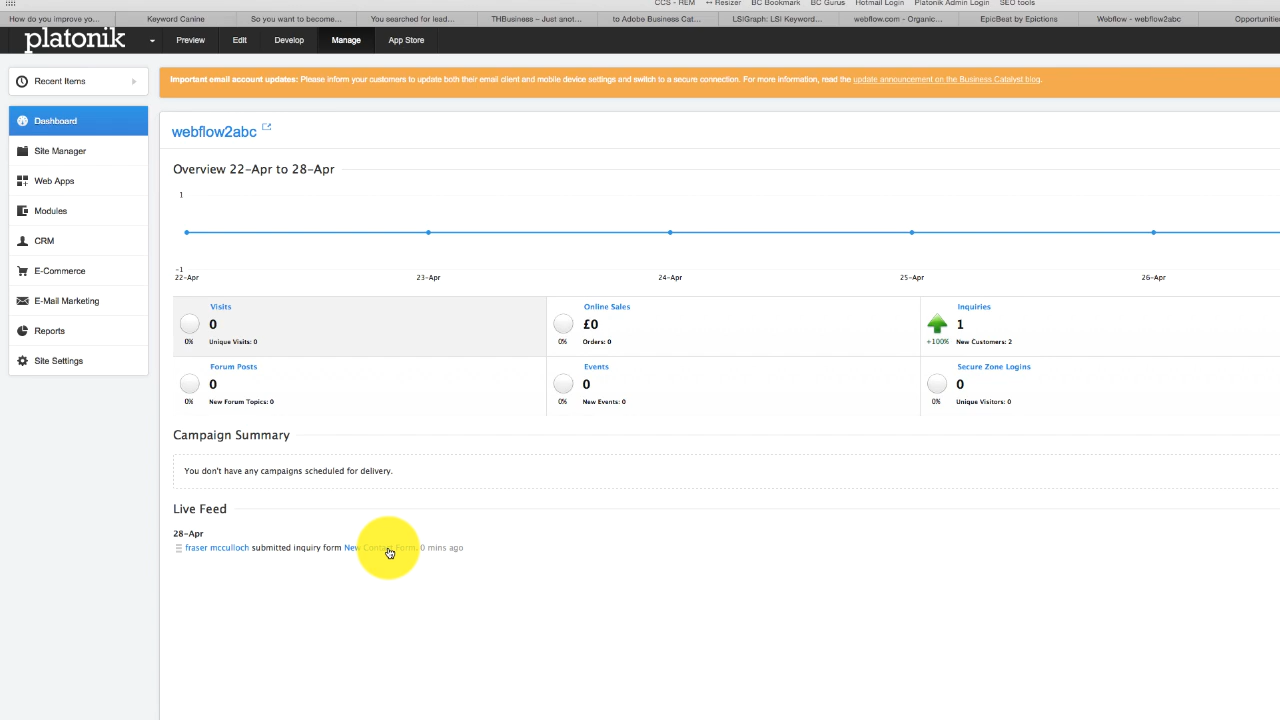 CCS - REM
Resizer
BC Bookmark
BC Gurus
Hotmail Login
Platonik Admin Login
SEO tools
How do you improve yo...
Keyword Canine
So you want to become...
You searched for lead...
THBusiness – Just anot...
to Adobe Business Cat...
LSIGraph: LSI Keyword...
webflow.com - Organic...
EpicBeat by Epictions
Webflow - webflow2abc
Opportunities
platonik
Preview
Edit
Develop
Manage
App Store
Recent Items
Important email account updates: Please inform your customers to update both their email client and mobile device settings and switch to a secure connection. For more information, read the update announcement on the Business Catalyst blog.
Dashboard
Site Manager
Web Apps
Modules
CRM
E-Commerce
E-Mail Marketing
Reports
Site Settings
webflow2abc
Overview 22-Apr to 28-Apr
1
-1
22-Apr
23-Apr
24-Apr
25-Apr
26-Apr
Visits
0
0%
Unique Visits: 0
Online Sales
£0
0%
Orders: 0
Inquiries
1
+100%
New Customers: 2
Forum Posts
0
0%
New Forum Topics: 0
Events
0
0%
New Events: 0
Secure Zone Logins
0
0%
Unique Visitors: 0
Campaign Summary
You don't have any campaigns scheduled for delivery.
Live Feed
28-Apr
fraser mcculloch submitted inquiry form New Contact Form. 0 mins ago